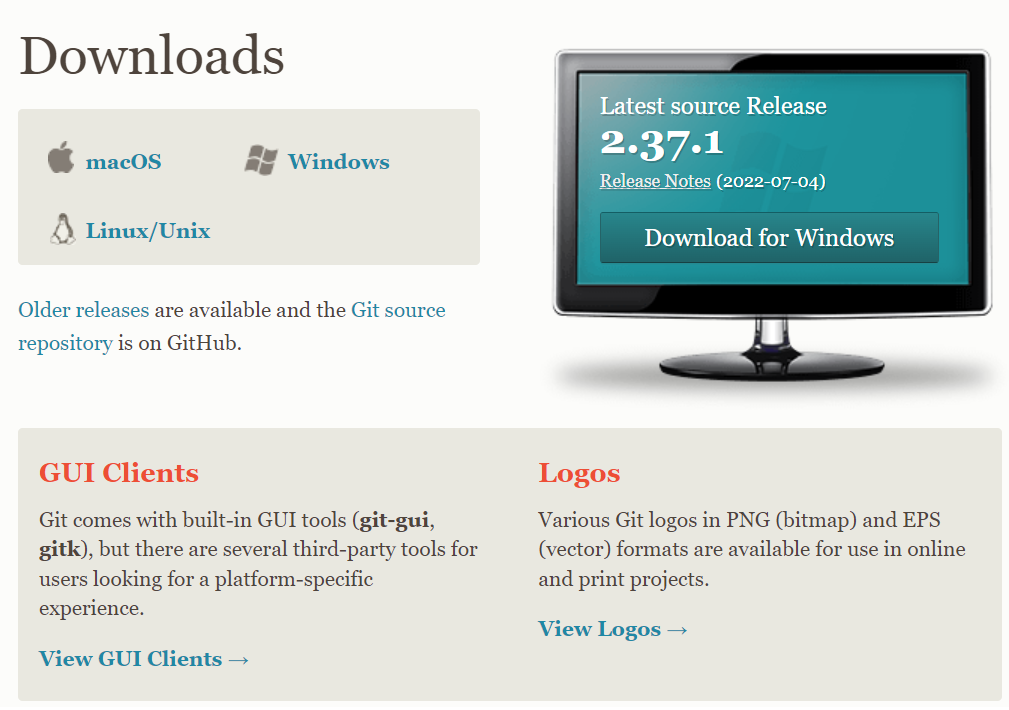 Downloads
macOS
Windows
Linux/Unix
Older releases are available and the Git source
repository is on GitHub.
Latest source Release
2.37.1
Release Notes (2022-07-04)
Download for Windows
GUI Clients
Git comes with built-in GUI tools (git-gui,
gitk), but there are several third-party tools for
users looking for a platform-specific
experience.
View GUI Clients →
Logos
Various Git logos in PNG (bitmap) and EPS
(vector) formats are available for use in online
and print projects.
View Logos →